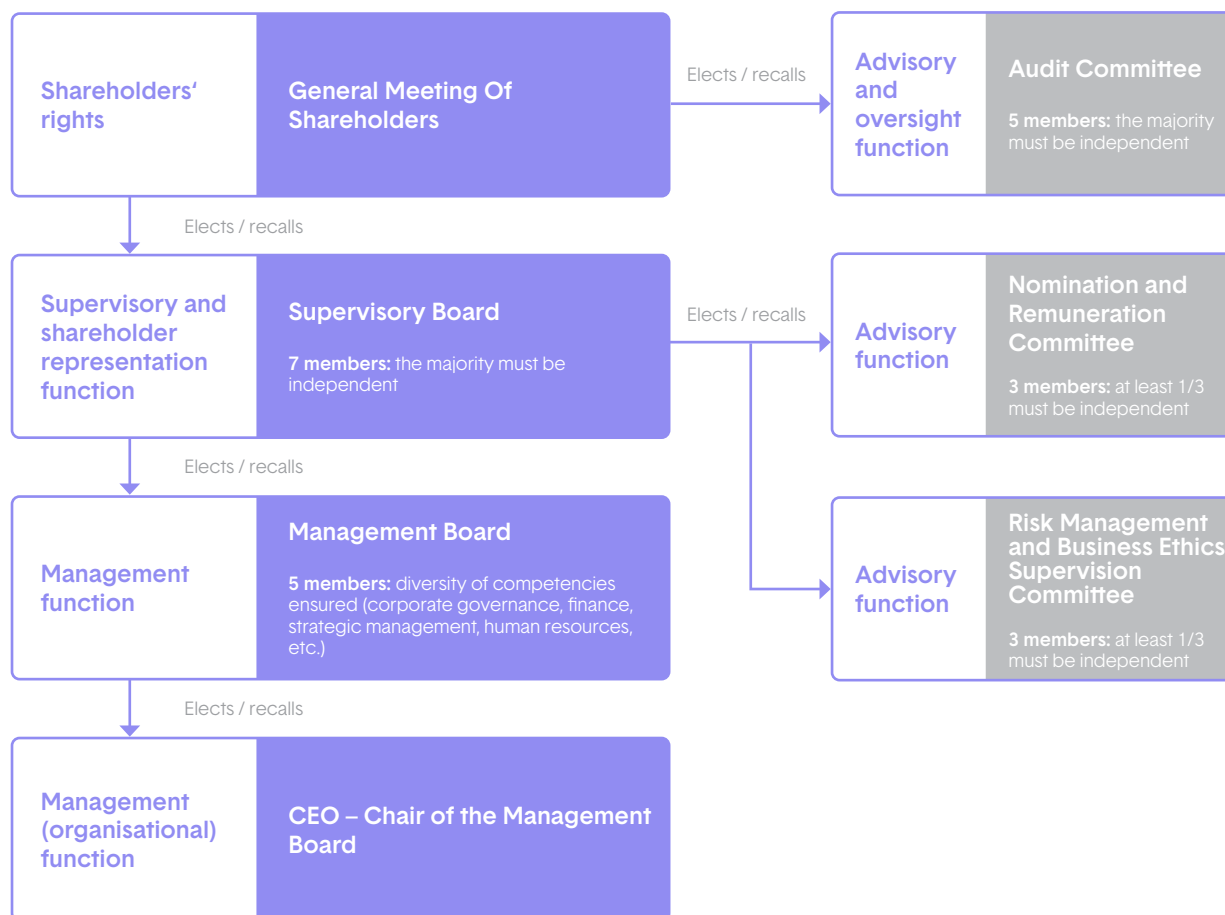 Shareholders‘
rights
General Meeting Of
Shareholders
Elects / recalls
Advisory
and
oversight
function
Audit Committee
5 members: the majority
must be independent
Elects / recalls
Supervisory and
shareholder
representation
function
Supervisory Board
7 members: the majority must be
independent
Elects / recalls
Advisory
function
Nomination and
Remuneration
Committee
3 members: at least 1/3
must be independent
Elects / recalls
Management
function
Management Board
5 members: diversity of competencies
ensured (corporate governance, finance,
strategic management, human resources,
etc.)
Advisory
function
Risk Management
and Business Ethics
Supervision
Committee
3 members: at least 1/3
must be independent
Elects / recalls
Management
(organisational)
function
CEO – Chair of the Management
Board